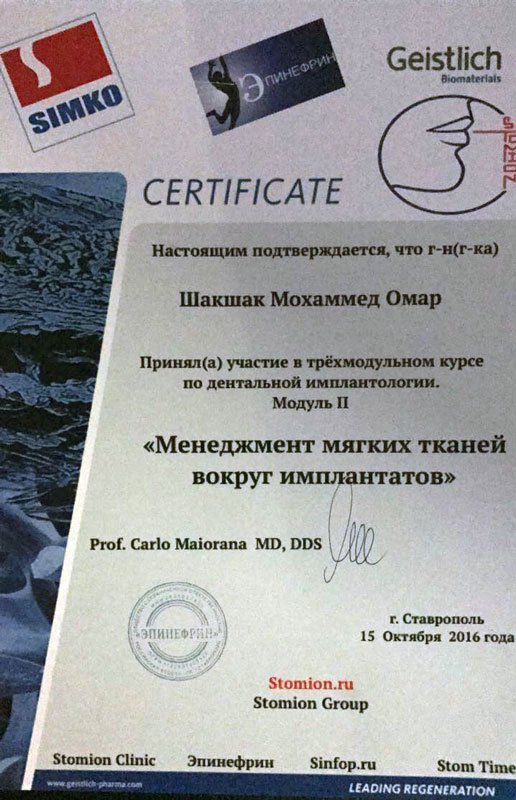 SIMKO
ЭПИНЕФРИН
Geistlich
Biomaterials
CERTIFICATE
Настоящим подтверждается, что г-н(г-ка)
Шакшак Мохаммед Омар
Принял(а) участие в трёхмодульном курсе
по дентальной имплантологии.
Модуль II
«Менеджмент мягких тканей
вокруг имплантатов»
Prof. Carlo Maiorana MD, DDS
«ЭПИНЕФРИН»
г. Ставрополь
15 Октября 2016 года
Stomion.ru
Stomion Group
Stomion Clinic Эпинефрин Sinfop.ru Stom Time
www.geistlich-pharma.com
LEADING REGENERATION